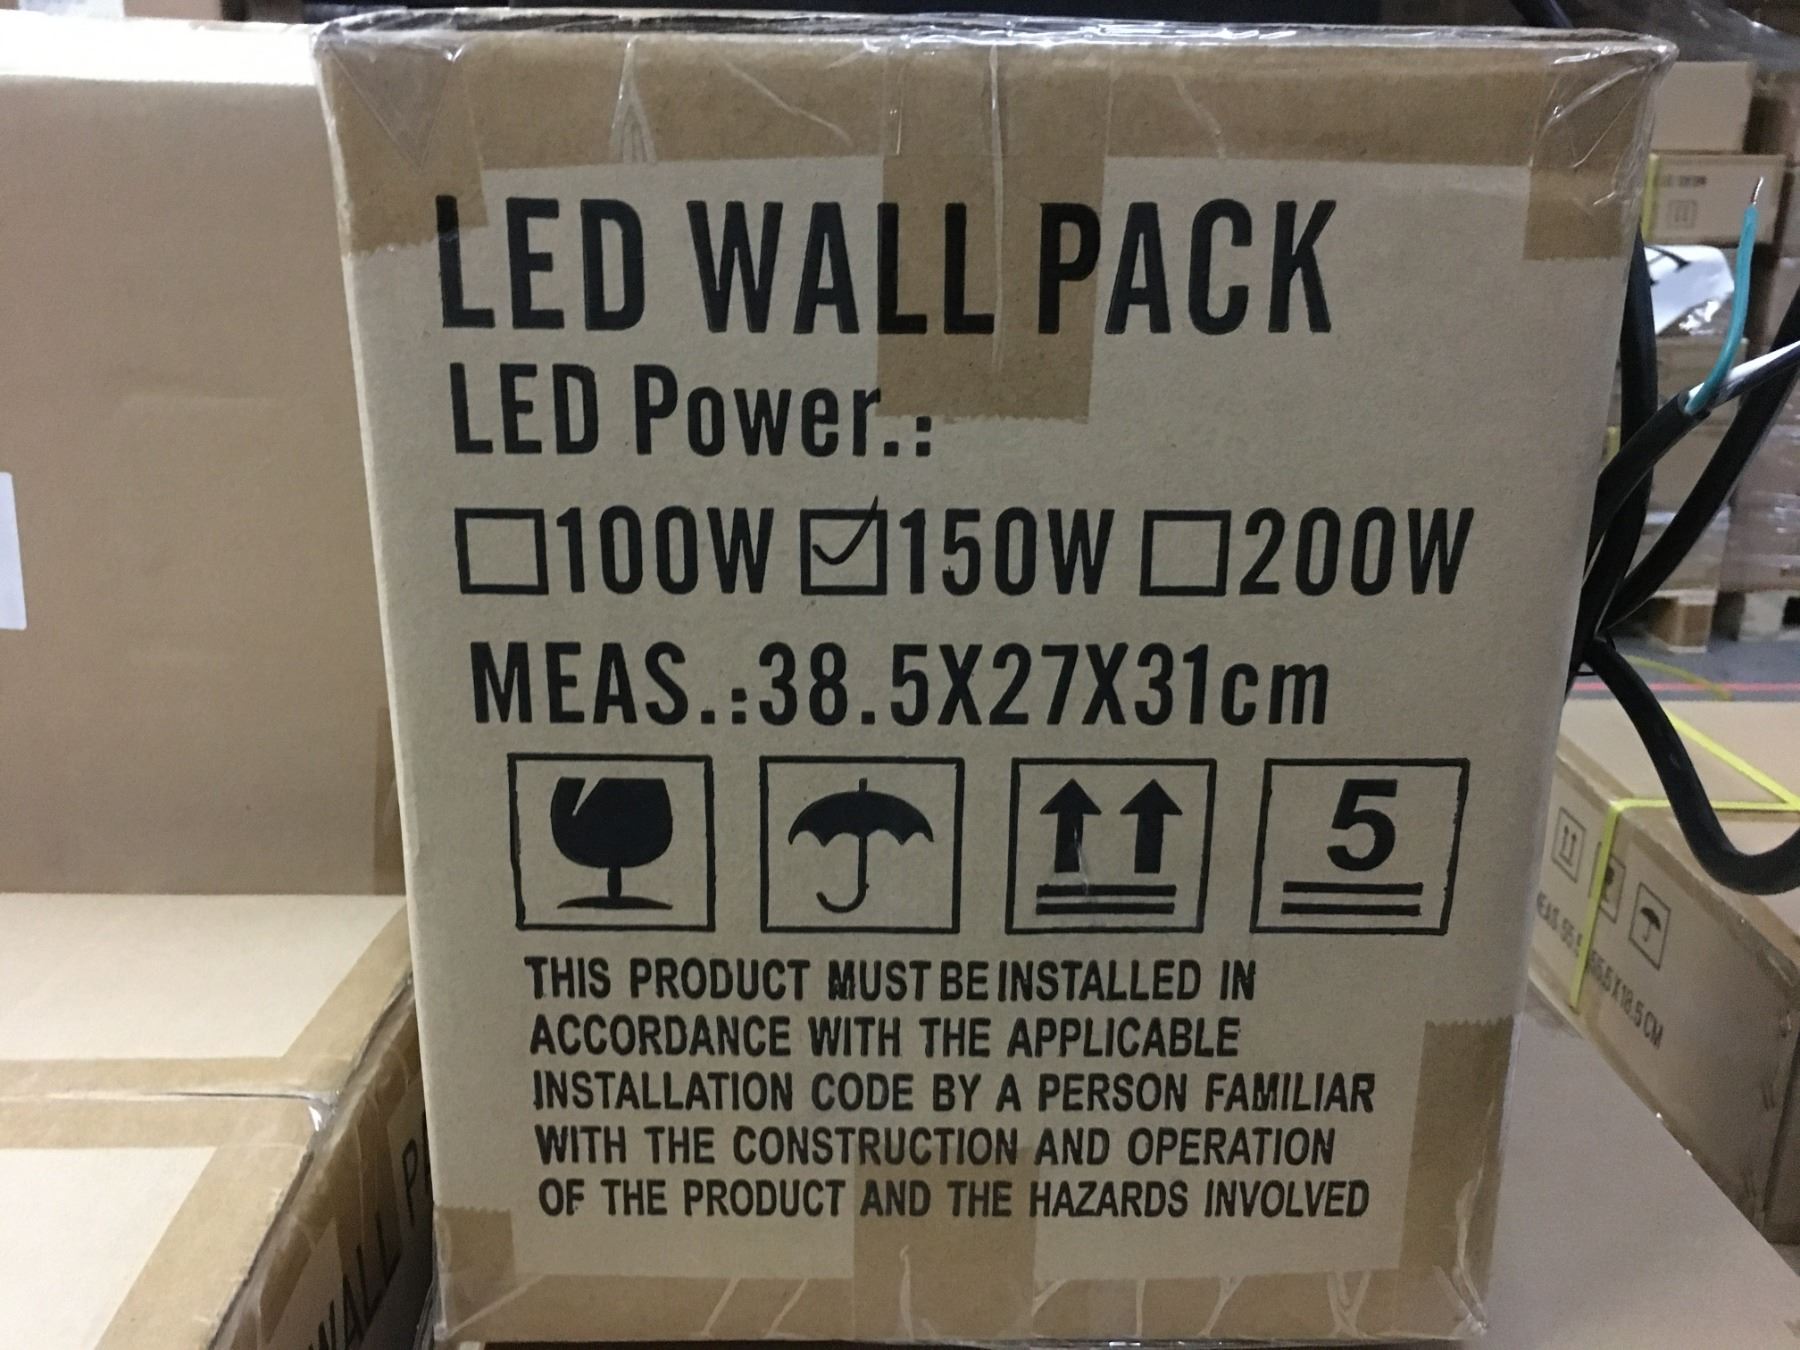 LED WALL PACK
LED Power.:
100W 150W 200W
MEAS.:38.5X27X31cm
5
THIS PRODUCT MUST BE INSTALLED IN
ACCORDANCE WITH THE APPLICABLE
INSTALLATION CODE BY A PERSON FAMILIAR
WITH THE CONSTRUCTION AND OPERATION
OF THE PRODUCT AND THE HAZARDS INVOLVED
WALL
CM